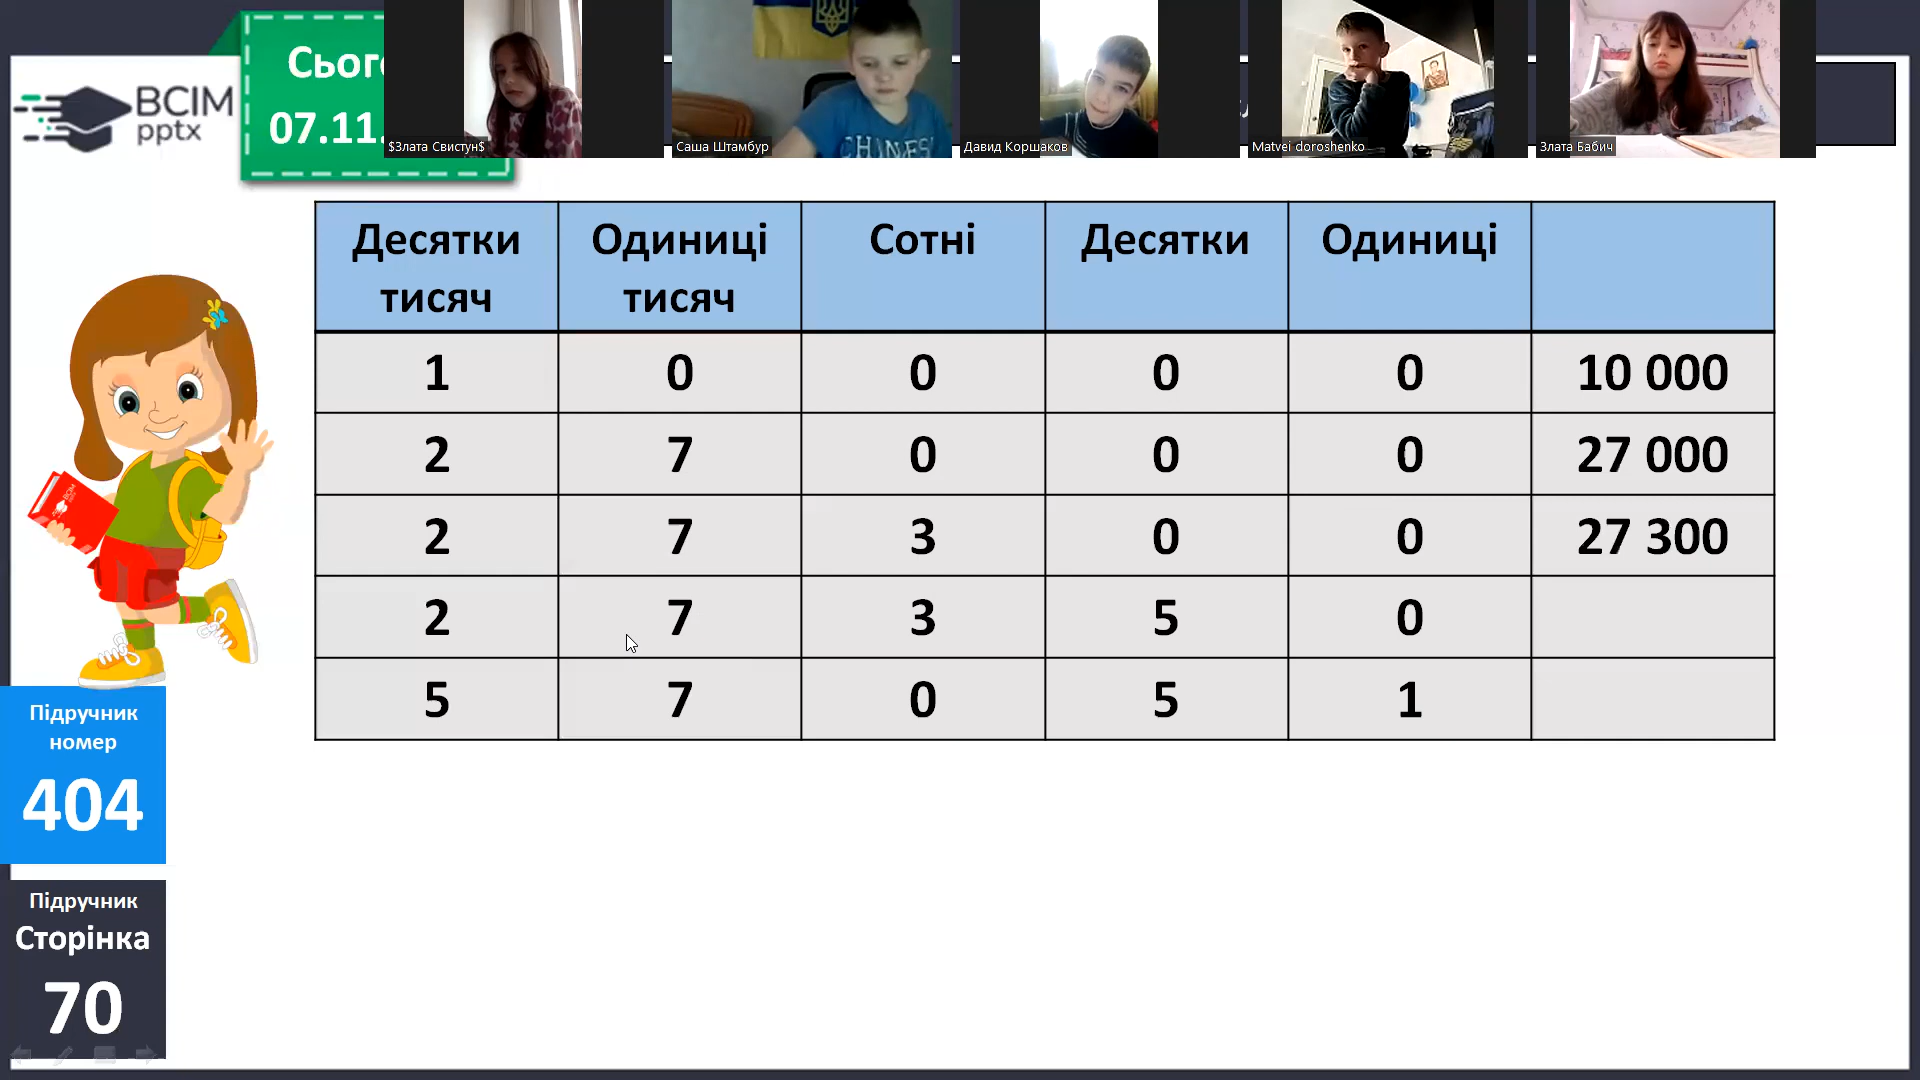 Сього
07.11.
ВСІМ
pptx
$Злата Свистун$
Саша Штамбур
Давид Коршаков
Matvei doroshenko
Злата Бабич
CHINES
Десятки тисяч Одиниці тисяч Сотні Десятки Одиниці
1 0 0 0 0 10 000
2 7 0 0 0 27 000
2 7 3 0 0 27 300
2 7 3 5 0
5 7 0 5 1
Підручник
номер
404
Підручник
Сторінка
70